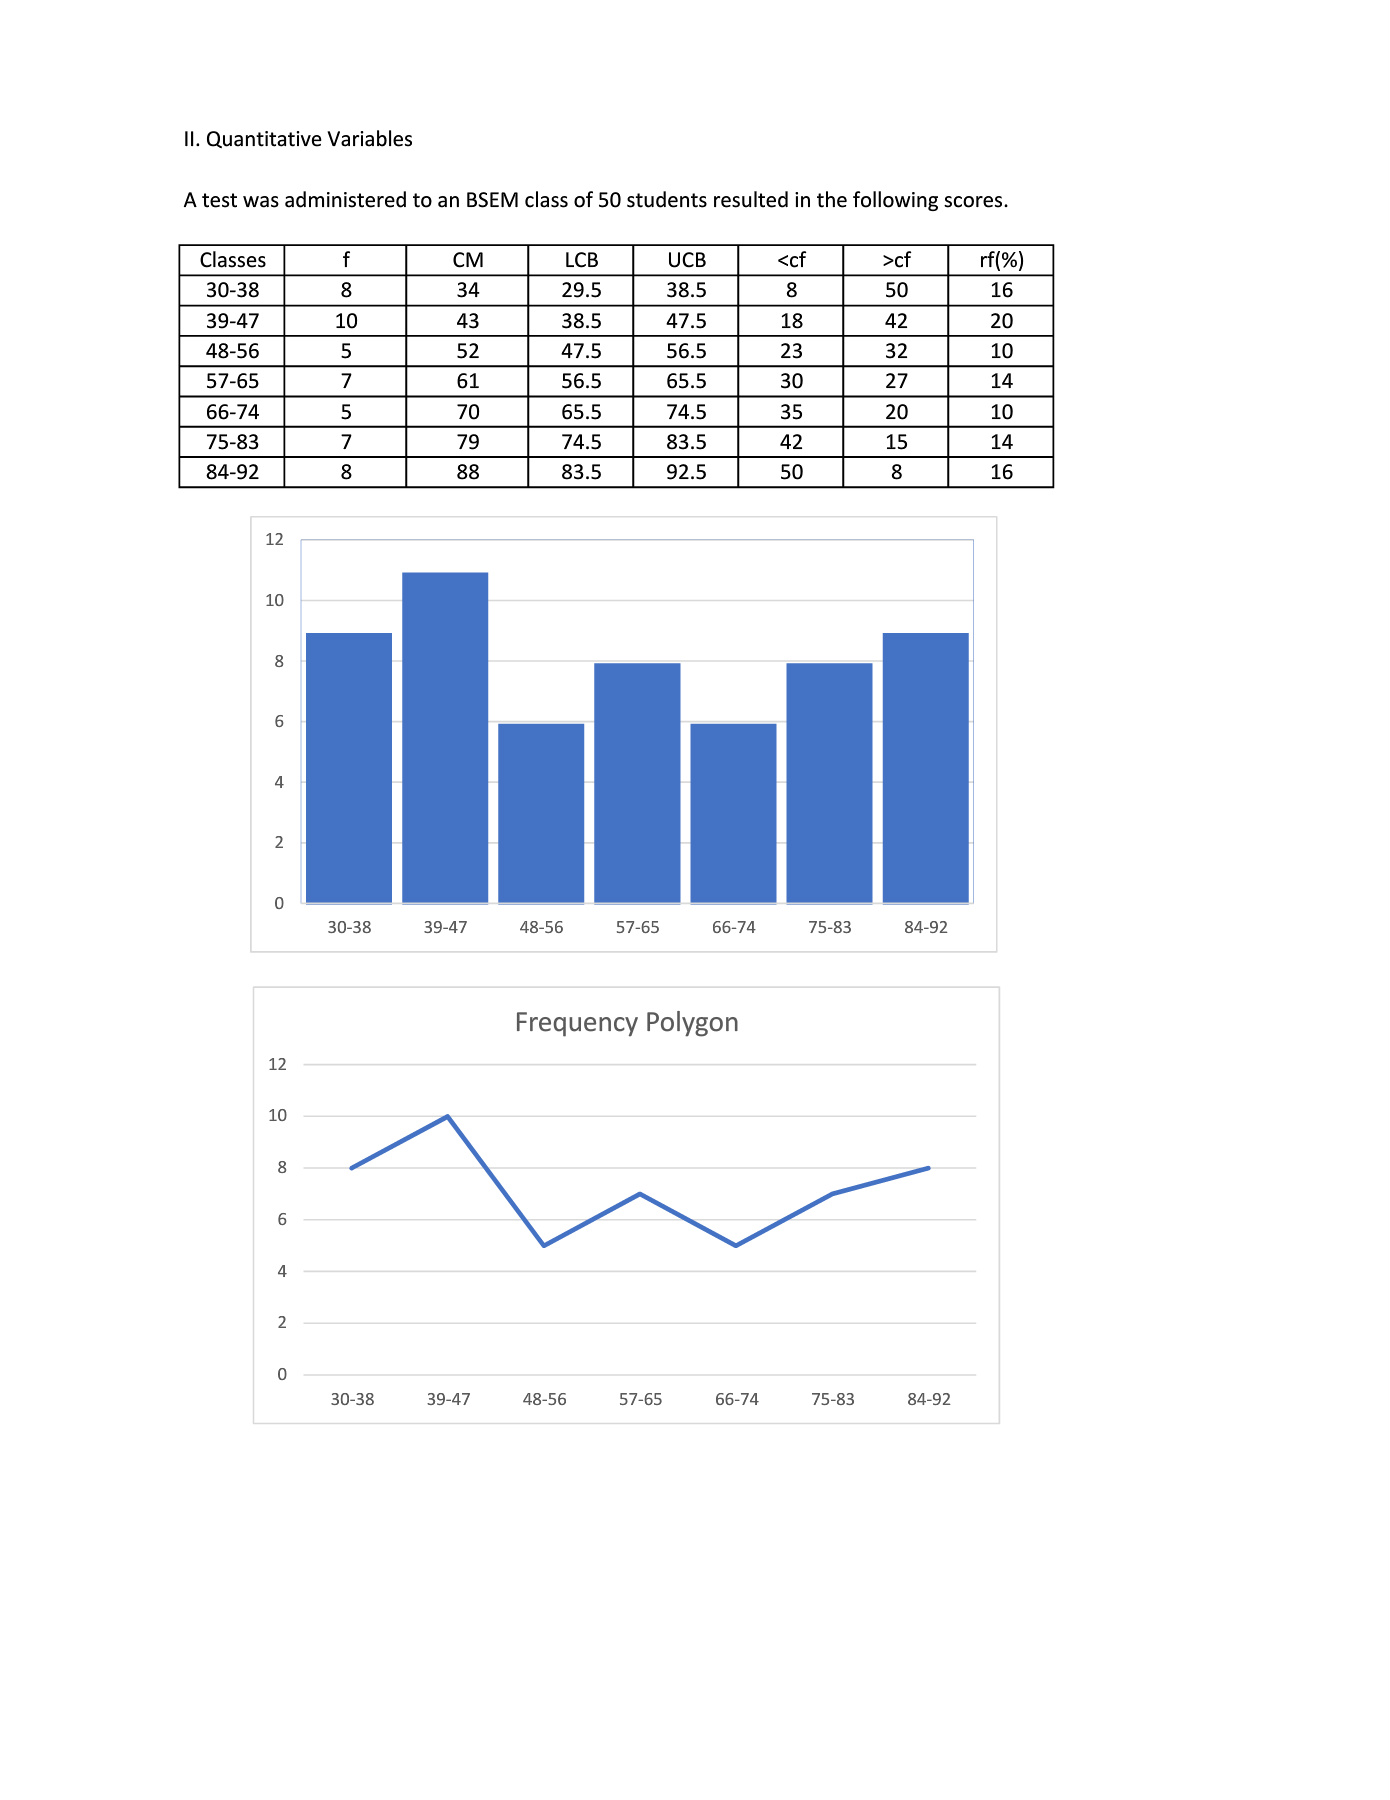 II. Quantitative Variables
A test was administered to an BSEM class of 50 students resulted in the following scores.
Classes f CM LCB UCB <cf >cf rf(%)
30-38 8 34 29.5 38.5 8 50 16
39-47 10 43 38.5 47.5 18 42 20
48-56 5 52 47.5 56.5 23 32 10
57-65 7 61 56.5 65.5 30 27 14
66-74 5 70 65.5 74.5 35 20 10
75-83 7 79 74.5 83.5 42 15 14
84-92 8 88 83.5 92.5 50 8 16
12
10
8
6
4
2
0
30-38 39-47 48-56 57-65 66-74 75-83 84-92
Frequency Polygon
12
10
8
6
4
2
0
30-38 39-47 48-56 57-65 66-74 75-83 84-92